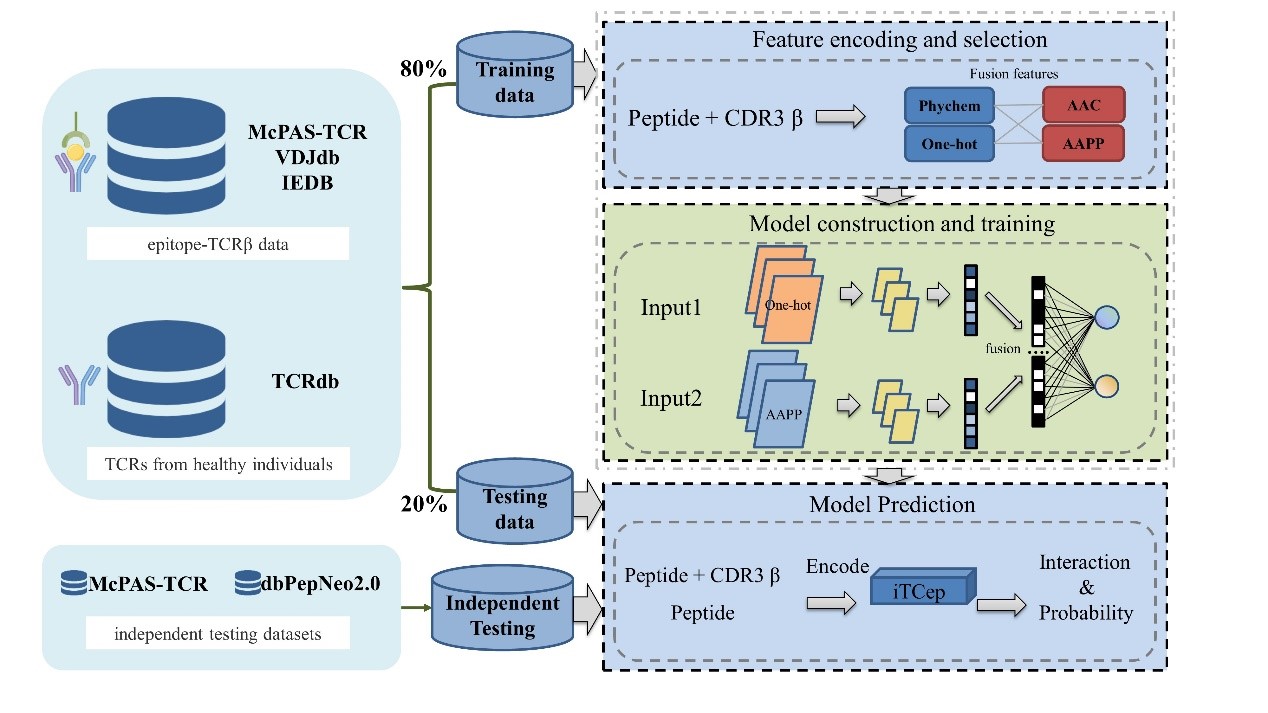 McPAS-TCR
VDJdb
IEDB
epitope-TCRβ data
TCRdb
TCRs from healthy individuals
McPAS-TCR
dbPepNeo2.0
independent testing datasets
80%
Training
data
20%
Testing
data
Independent
Testing
Feature encoding and selection
Peptide + CDR3 β
Fusion features
Phychem
AAC
One-hot
AAPP
Model construction and training
Input1
One-hot
fusion
....
Input2
AAPP
Model Prediction
Peptide + CDR3 β
Peptide
Encode
iTCep
Interaction
&
Probability